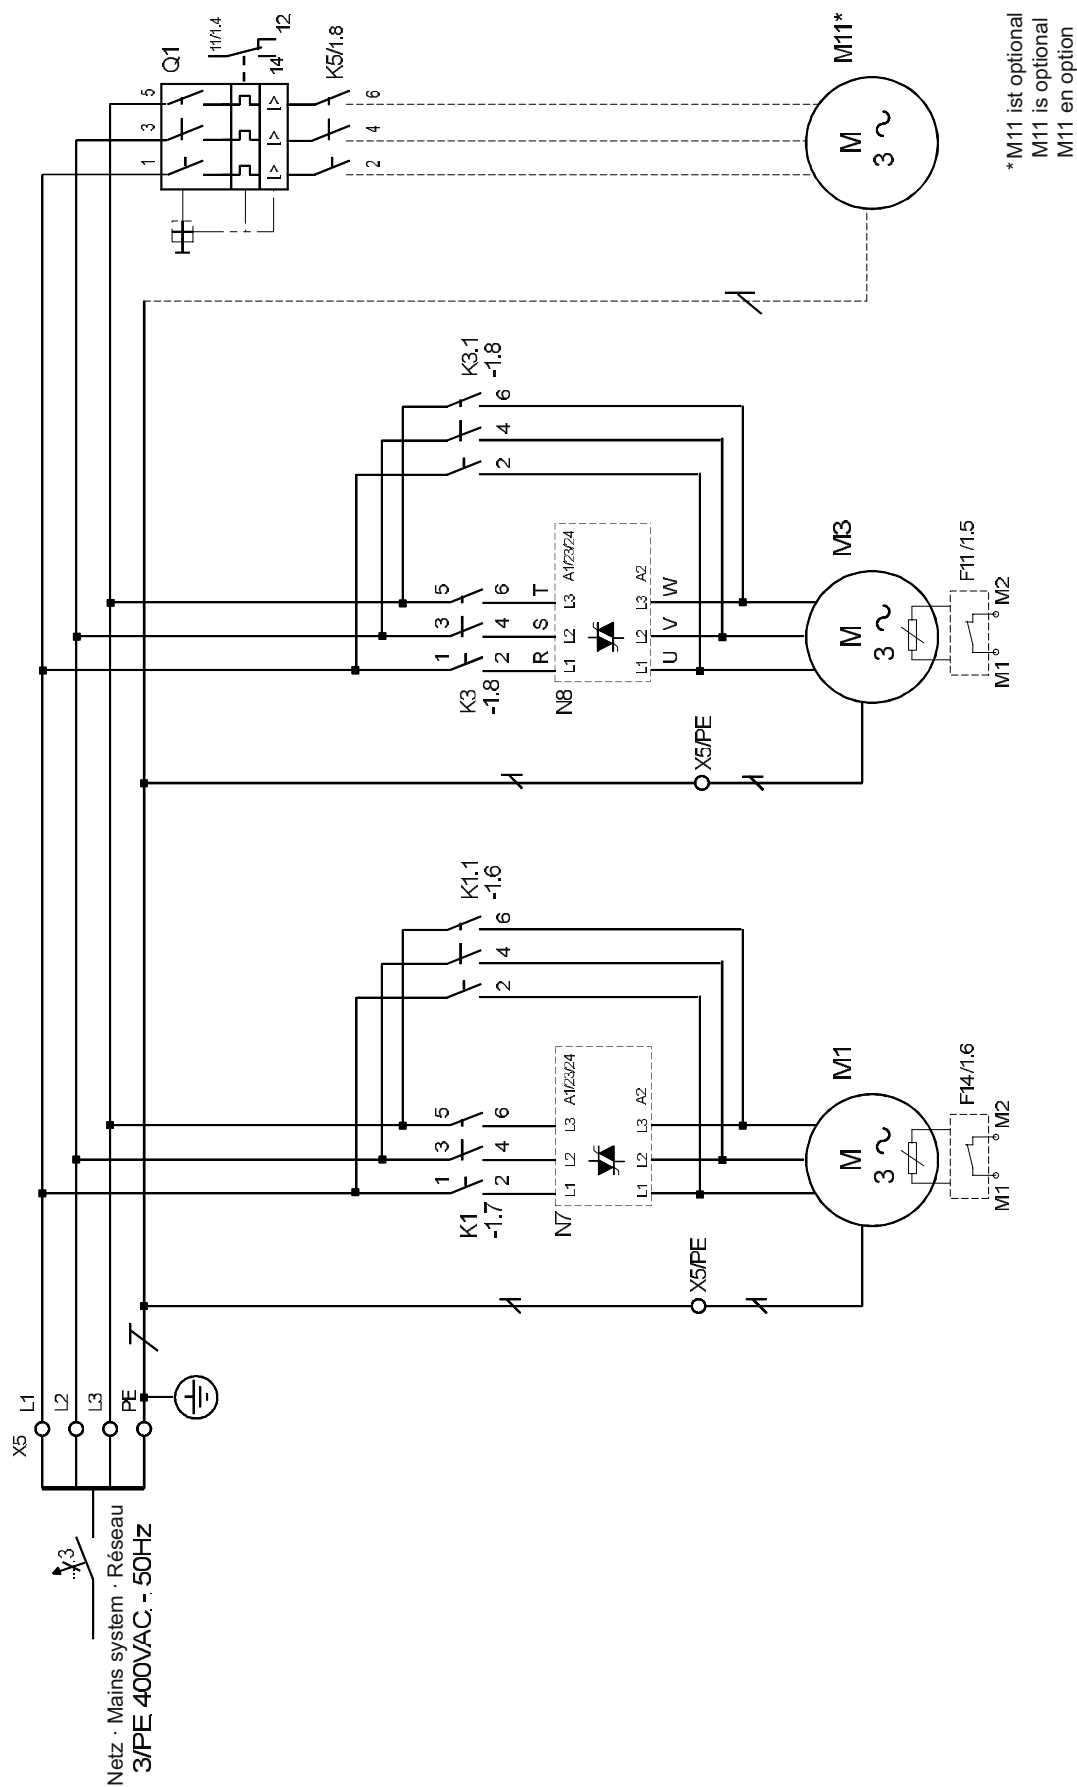 Netz · Mains system · Réseau
3/PE 400VAC - 50Hz
3
X5
L1
L2
L3
PE
X5/PE
K1
-1.7
1 3 5
2 4 6
K1.1
-1.6
2 4 6
N7
L1 L2 L3 A1/23/24
L1 L2 L3 A2
M1
M
3
F14/1.6
M1 M2
X5/PE
K3
-1.8
1 3 5
2 4 6
R S T
K3.1
-1.8
2 4 6
N8
L1 L2 L3 A1/23/24
L1 L2 L3 A2
U V W
M3
M
3
F11/1.5
M1 M2
Q1
1 3 5
11/1.4
12
14
I> I> I>
K5/1.8
2 4 6
M11*
M
3
*M11 ist optional
M11 is optional
M11 en option